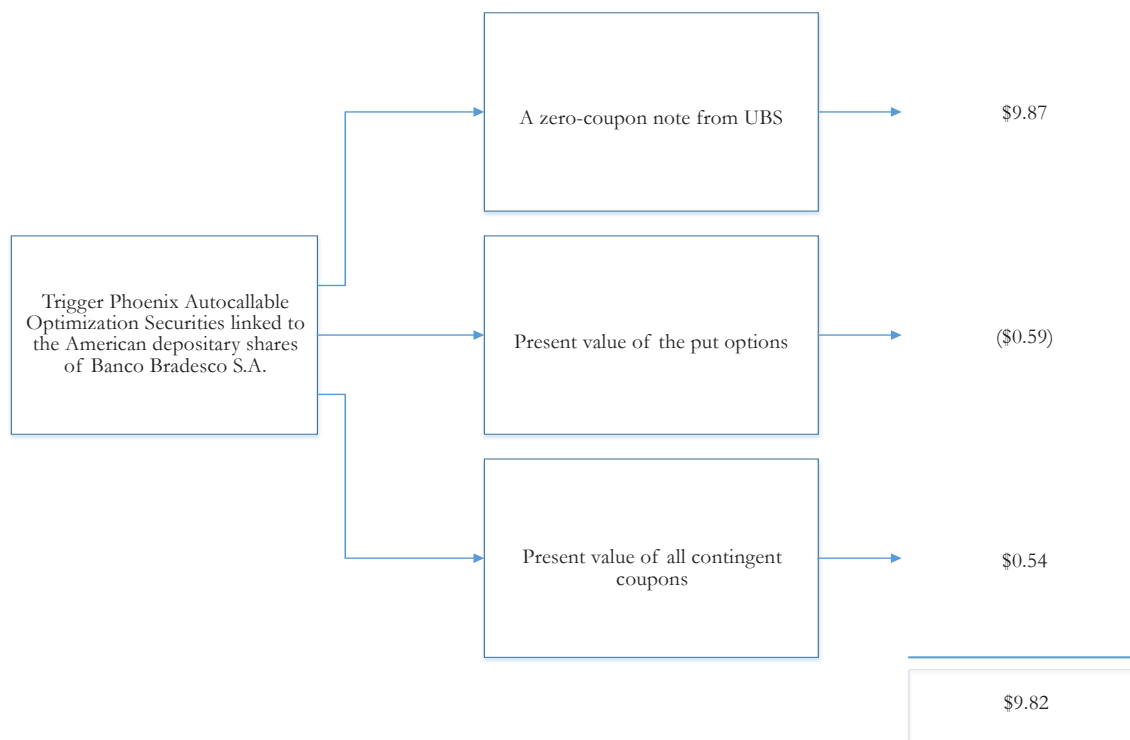 A zero-coupon note from UBS
$9.87
Trigger Phoenix Autocallable
Optimization Securities linked to
the American depositary shares
of Banco Bradesco S.A.
Present value of the put options
($0.59)
Present value of all contingent
coupons
$0.54
$9.82